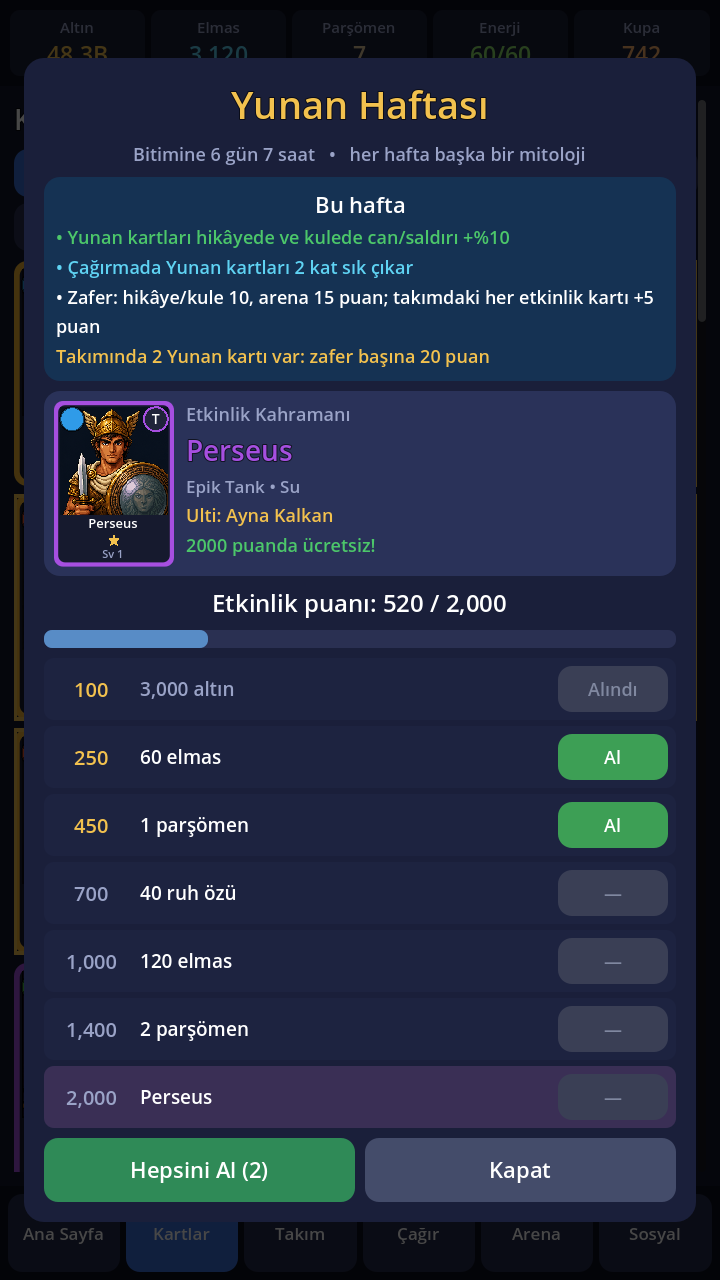 Altın Elmas Parşömen Enerji Kupa
48.3B 3,120 7 60/60 742
Yunan Haftası
Bitimine 6 gün 7 saat • her hafta başka bir mitoloji
Bu hafta
• Yunan kartları hikâyede ve kulede can/saldırı +%10
• Çağırmada Yunan kartları 2 kat sık çıkar
• Zafer: hikâye/kule 10, arena 15 puan; takımdaki her etkinlik kartı +5
puan
Takımında 2 Yunan kartı var: zafer başına 20 puan
T
Perseus
Sv 1
Etkinlik Kahramanı
Perseus
Epik Tank • Su
Ulti: Ayna Kalkan
2000 puanda ücretsiz!
Etkinlik puanı: 520 / 2,000
100 3,000 altın Alındı
250 60 elmas Al
450 1 parşömen Al
700 40 ruh özü —
1,000 120 elmas —
1,400 2 parşömen —
2,000 Perseus —
Hepsini Al (2) Kapat
Ana Sayfa Kartlar Takım Çağır Arena Sosyal